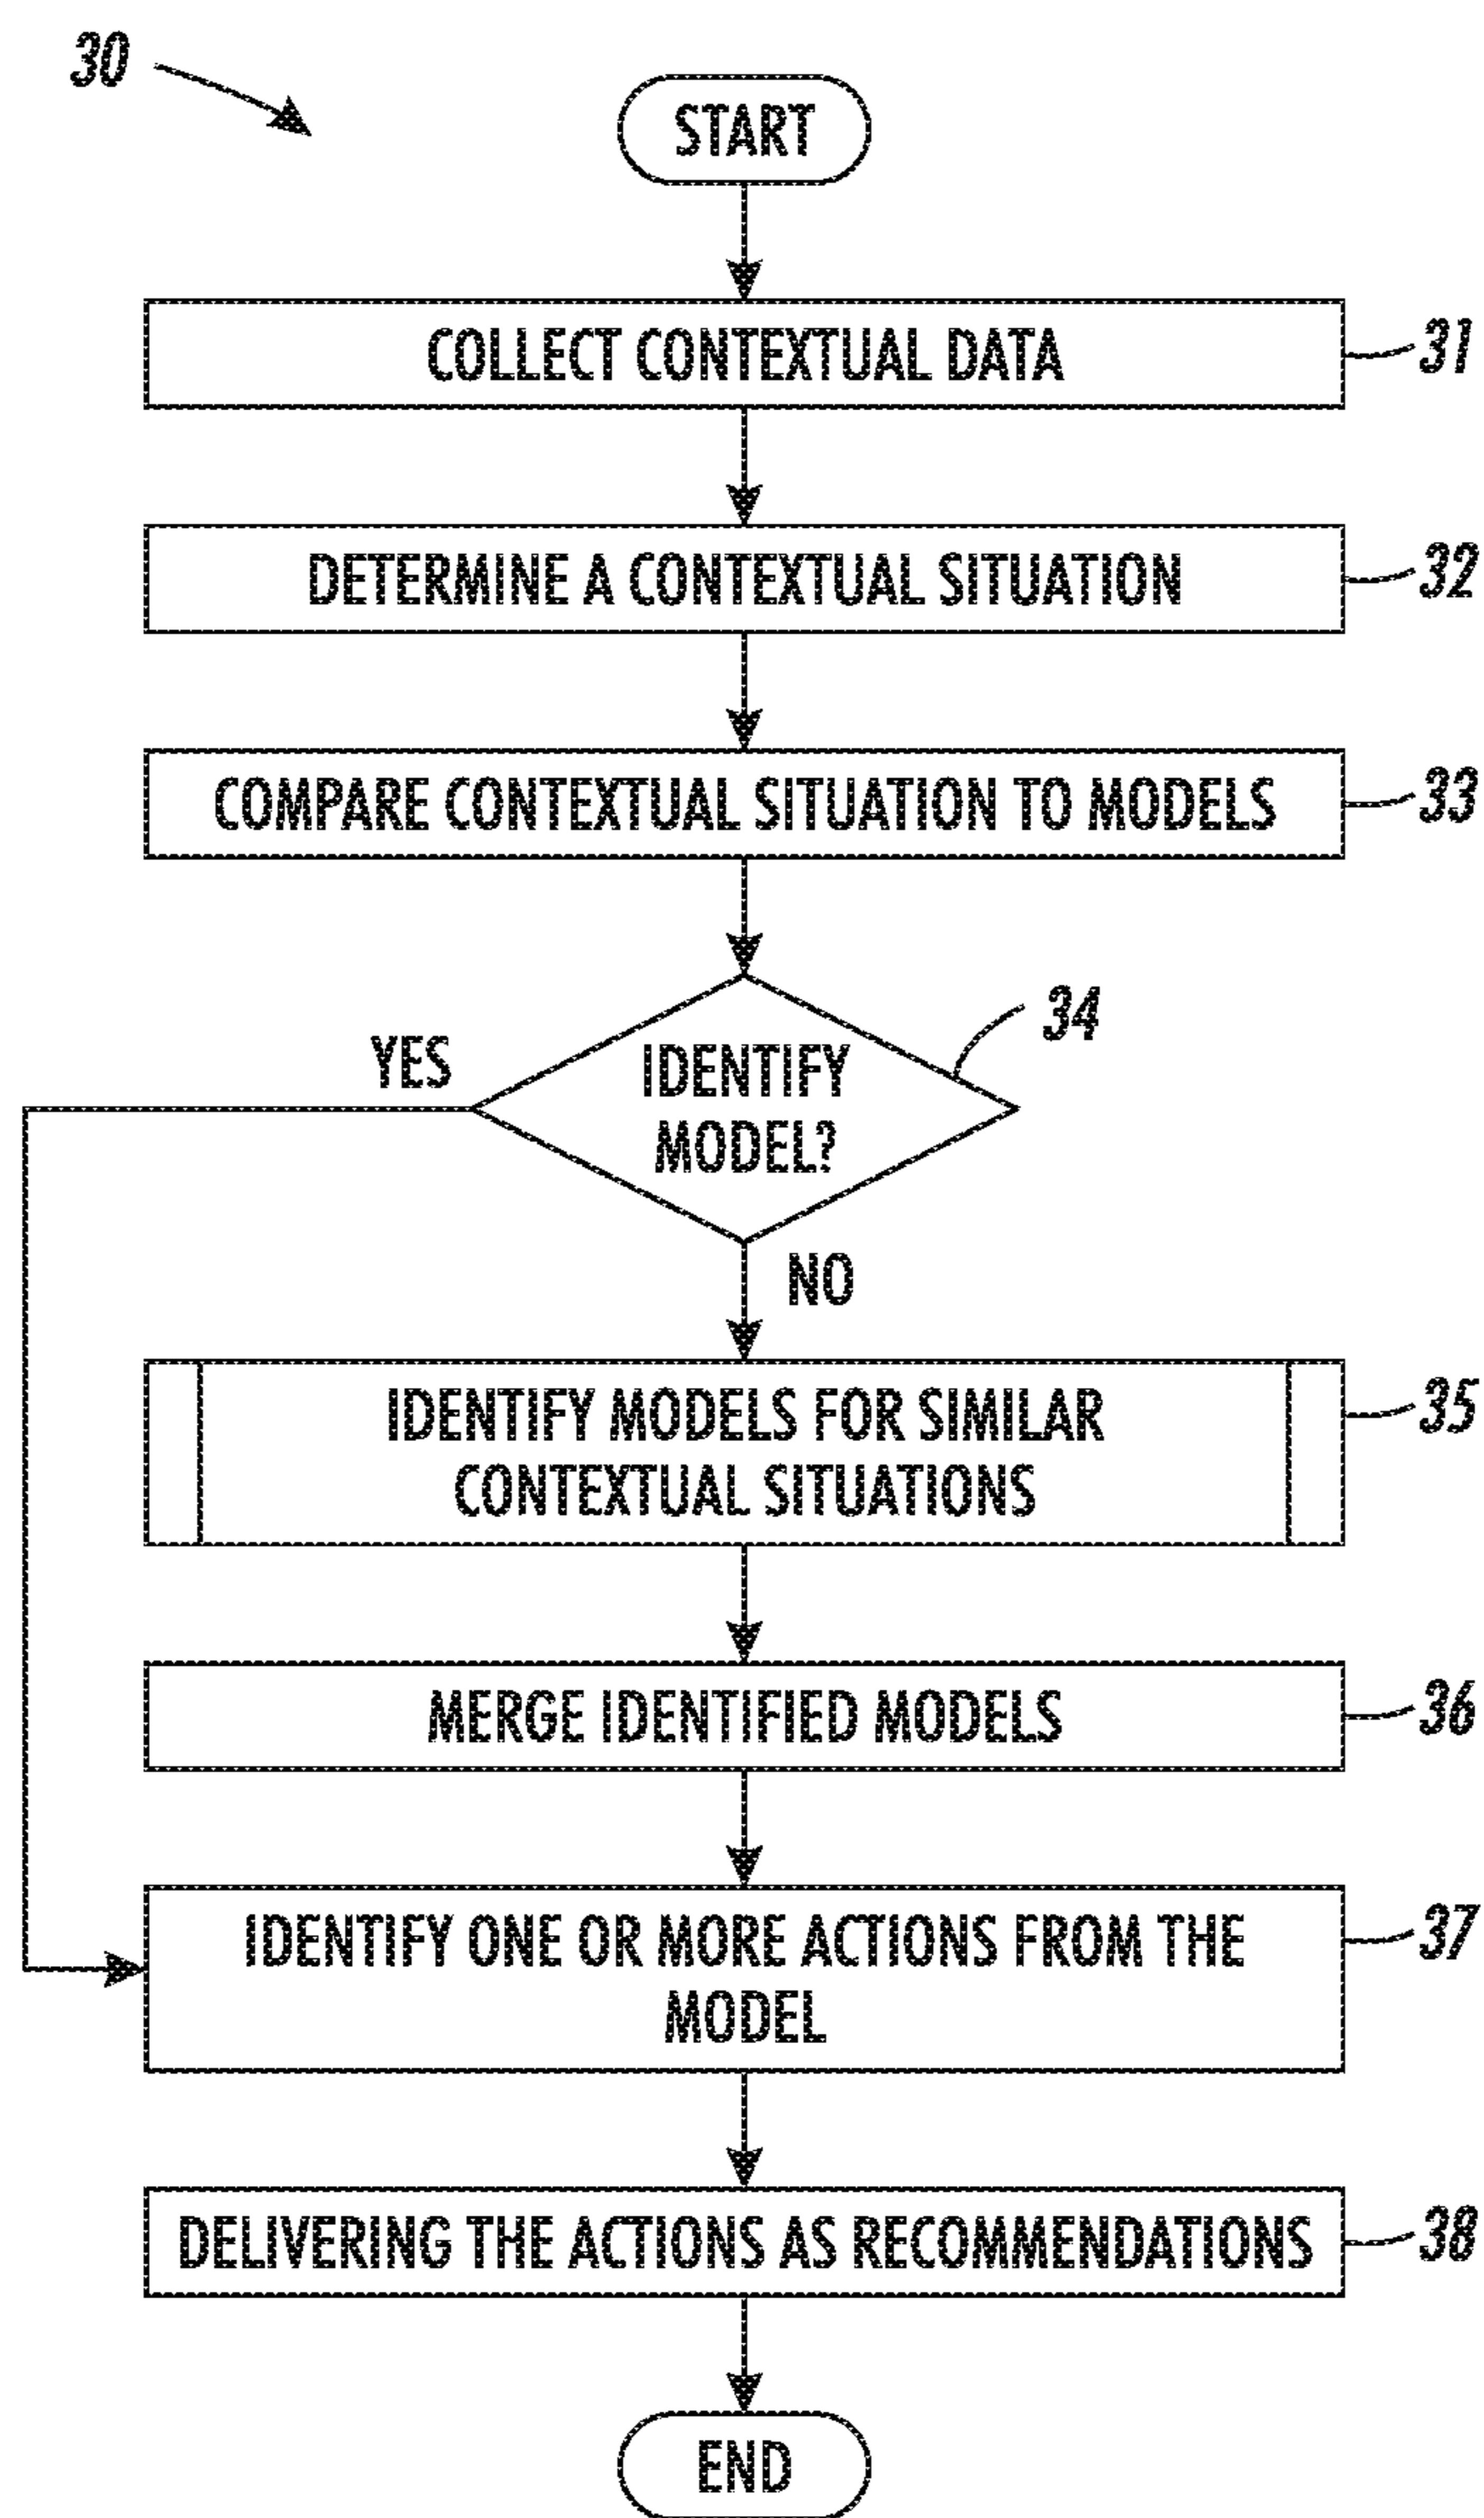 30
START
COLLECT CONTEXTUAL DATA
31
DETERMINE A CONTEXTUAL SITUATION
32
COMPARE CONTEXTUAL SITUATION TO MODELS
33
34
YES
IDENTIFY
MODEL?
NO
IDENTIFY MODELS FOR SIMILAR
CONTEXTUAL SITUATIONS
35
MERGE IDENTIFIED MODELS
36
IDENTIFY ONE OR MORE ACTIONS FROM THE
MODEL
37
DELIVERING THE ACTIONS AS RECOMMENDATIONS
38
END